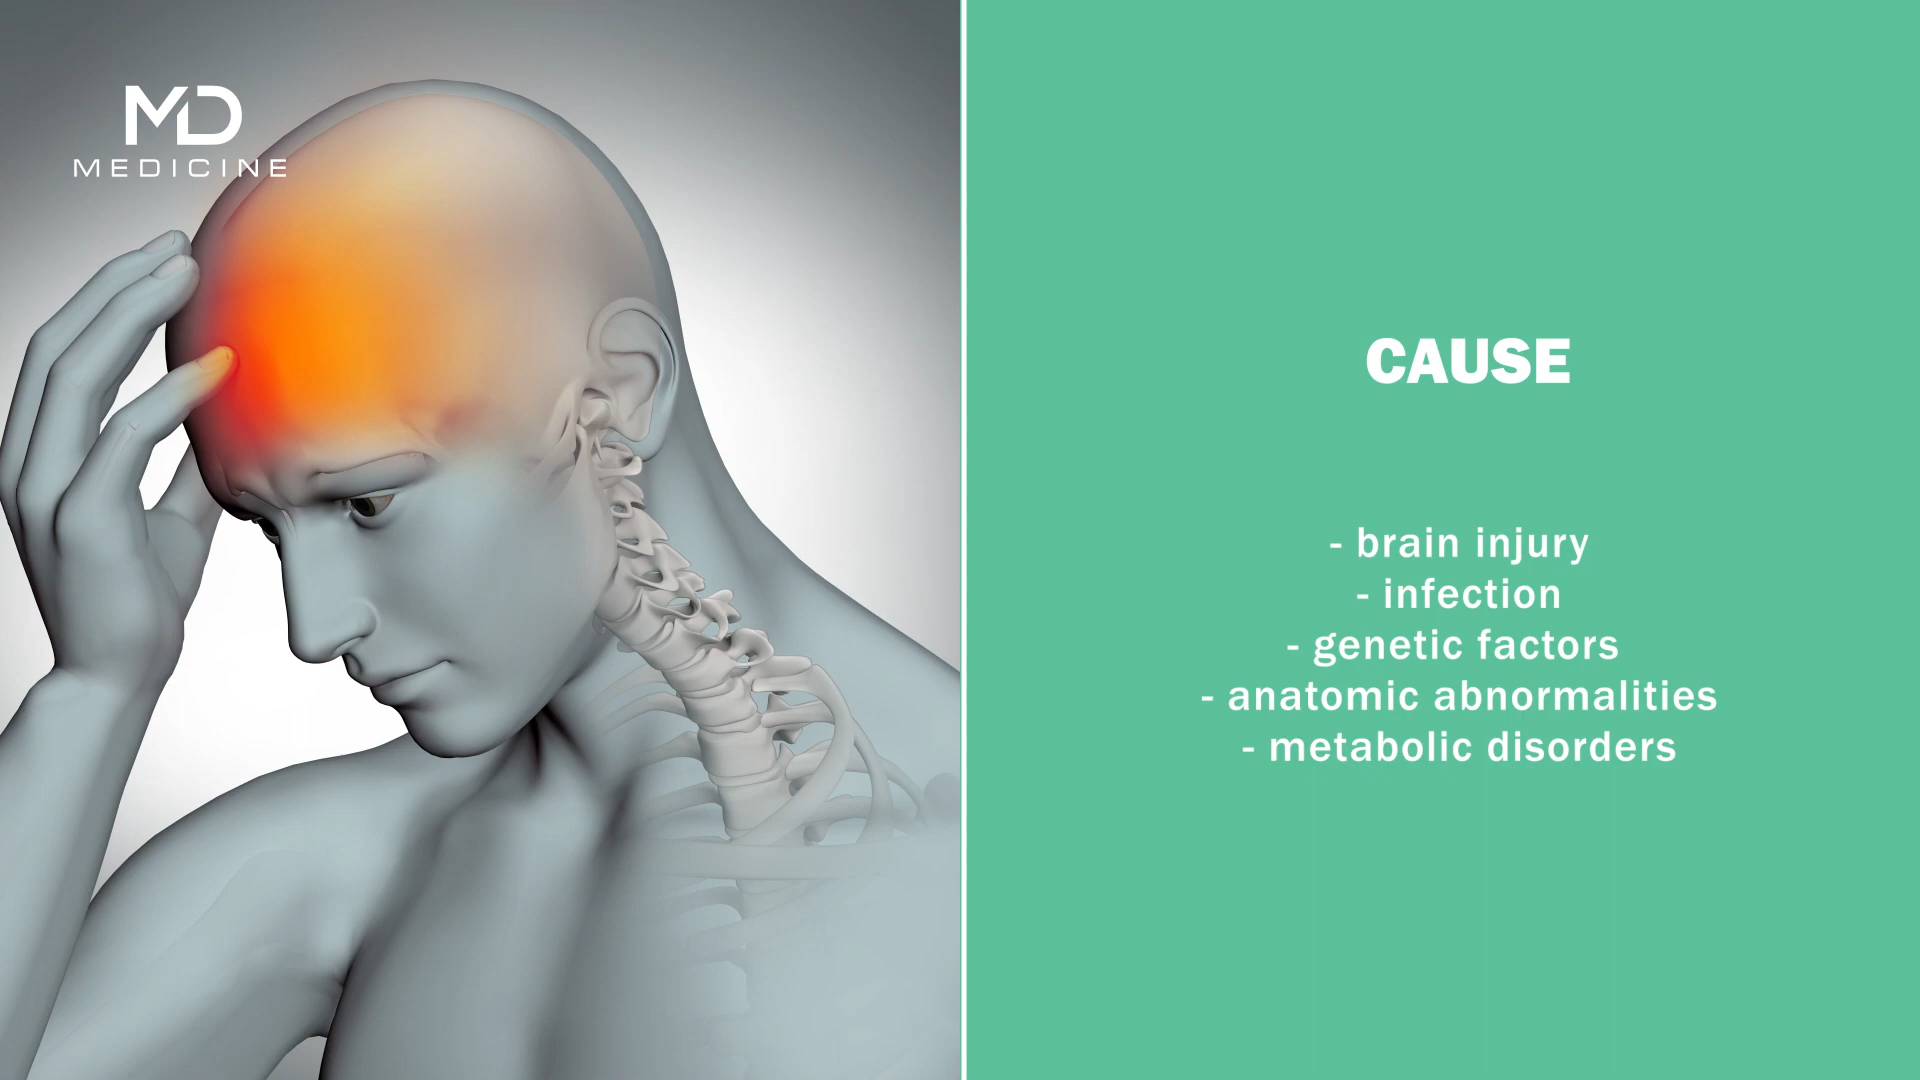 MD
MEDICINE
CAUSE
- brain injury
- infection
- genetic factors
- anatomic abnormalities
- metabolic disorders